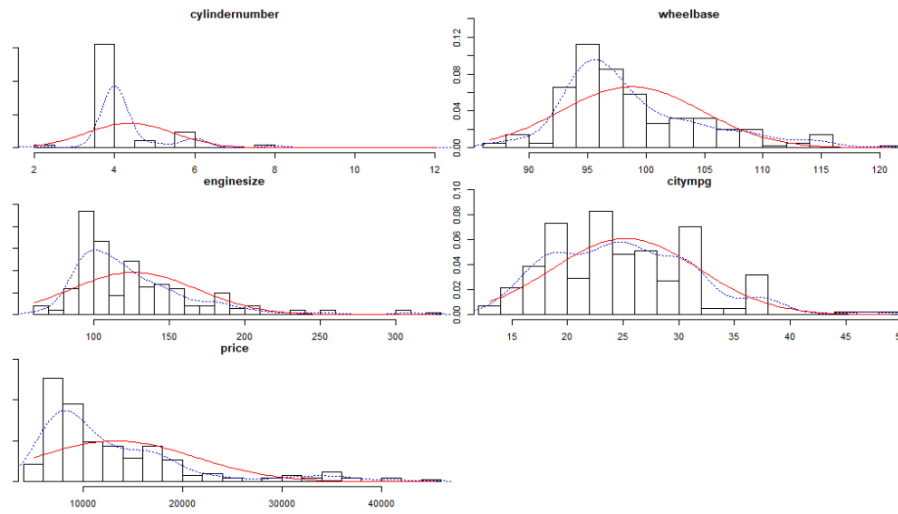 cylindernumber
2 4 6 8 10 12
wheelbase
0.00 0.04 0.08 0.12
90 95 100 105 110 115 120
enginesize
100 150 200 250 300
citympg
0.00 0.02 0.04 0.06 0.08 0.10
15 20 25 30 35 40 45
price
10000 20000 30000 40000